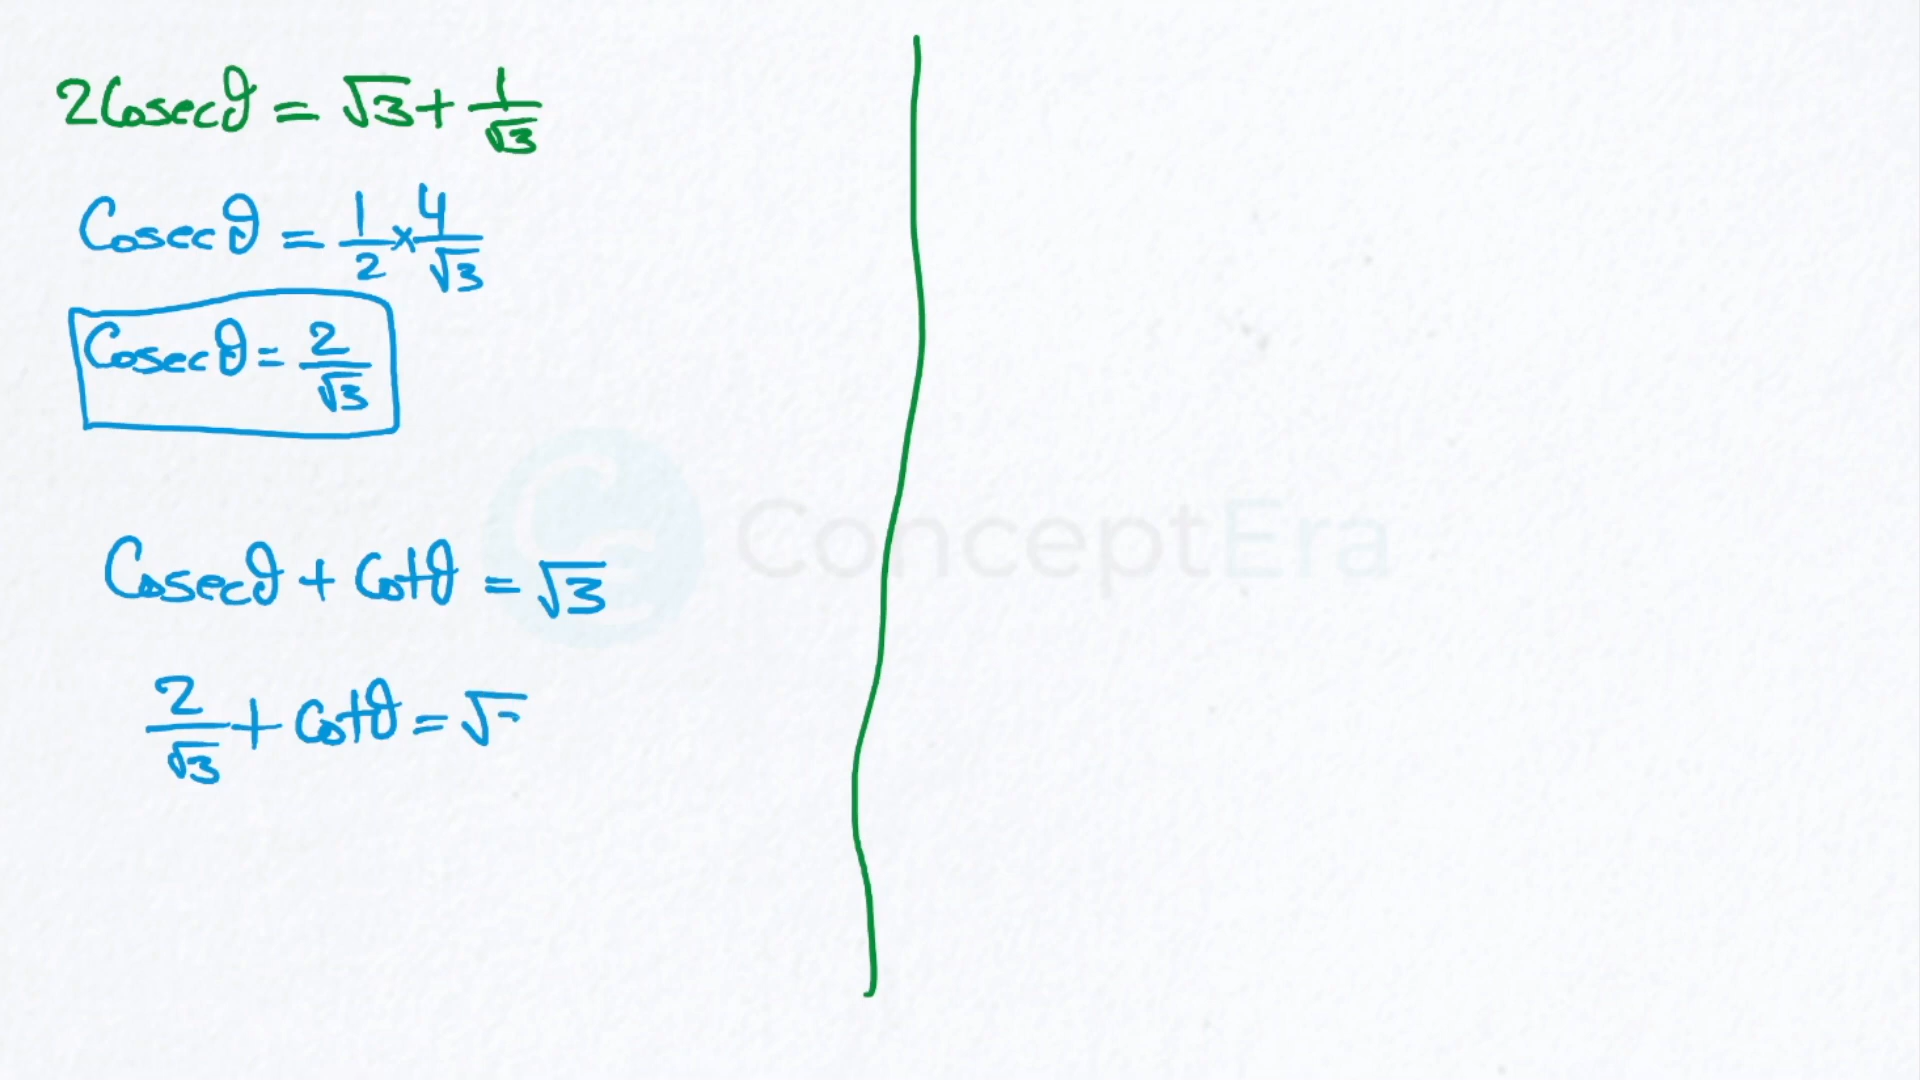 2Cosecθ = √3 + 1/√3
Cosecθ = 1/2 × 4/√3
Cosecθ = 2/√3
ConceptEra
Cosecθ + Cotθ = √3
2/√3 + Cotθ = √